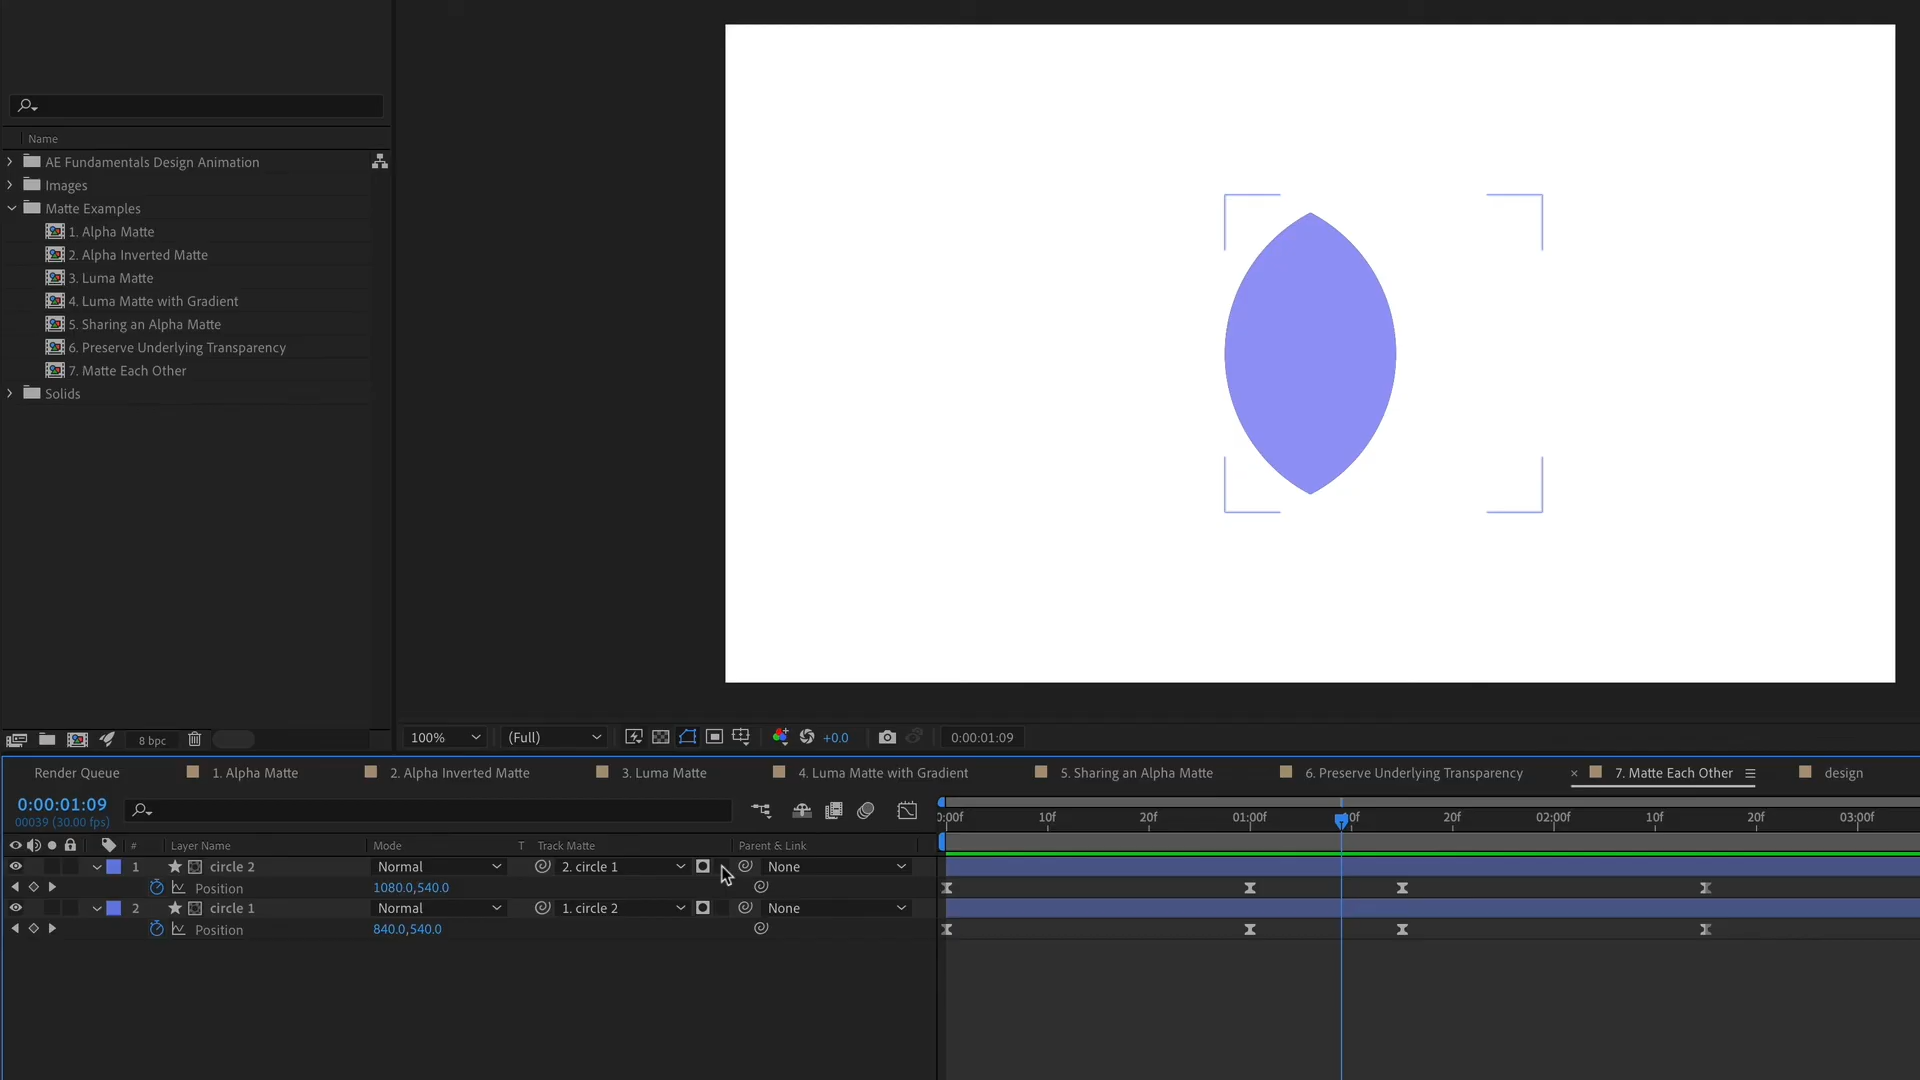 Name
AE Fundamentals Design Animation
Images
Matte Examples
1. Alpha Matte
2. Alpha Inverted Matte
3. Luma Matte
4. Luma Matte with Gradient
5. Sharing an Alpha Matte
6. Preserve Underlying Transparency
7. Matte Each Other
Solids
8 bpc
100% (Full) +0.0 0:00:01:09
Render Queue 1. Alpha Matte 2. Alpha Inverted Matte 3. Luma Matte 4. Luma Matte with Gradient 5. Sharing an Alpha Matte 6. Preserve Underlying Transparency × 7. Matte Each Other design
0:00:01:09
00039 (30.00 fps)
0:00f 10f 20f 01:00f 10f 20f 02:00f 10f 20f 03:00f
# Layer Name Mode T Track Matte Parent & Link
1 circle 2 Normal 2. circle 1 None
Position 1080.0,540.0
2 circle 1 Normal 1. circle 2 None
Position 840.0,540.0